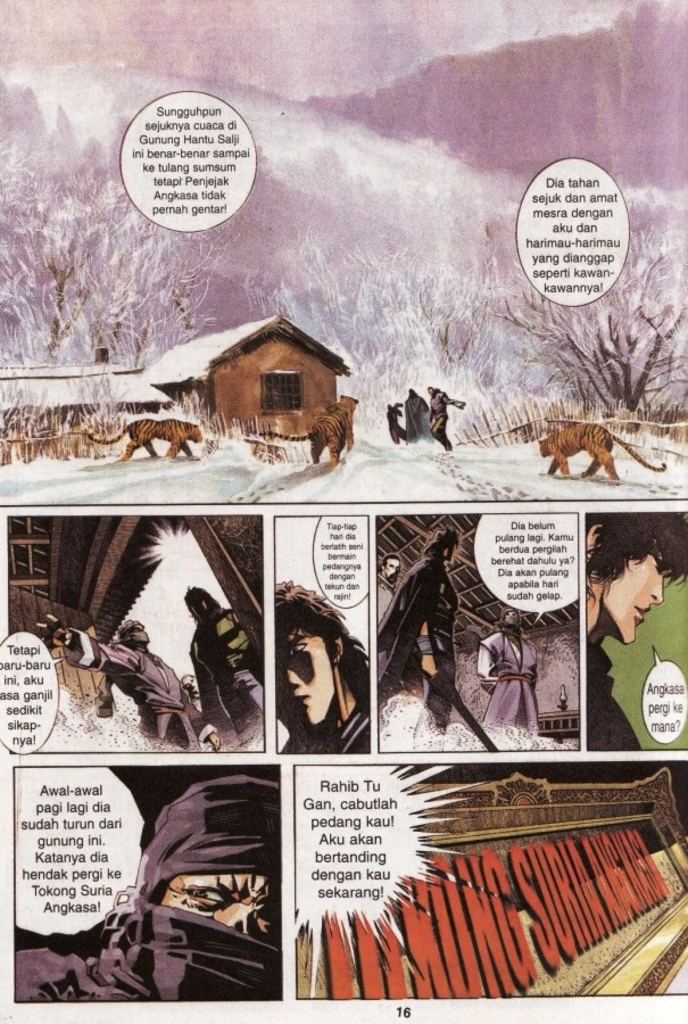 Sungguhpun
sejuknya cuaca di
Gunung Hantu Salji
ini benar-benar sampai
ke tulang sumsum
tetapi Penjejak
Angkasa tidak
pernah gentar!
Dia tahan
sejuk dan amat
mesra dengan
aku dan
harimau-harimau
yang dianggap
seperti kawan-
kawannya!
Tetapi
baru-baru
ini, aku
asa ganjil
sedikit
sikap-
nya!
Tiap-tiap
hari dia
berlatih seni
bermain
pedangnya
dengan
tekun dan
rajin!
Dia belum
pulang lagi. Kamu
berdua pergilah
berehat dahulu ya?
Dia akan pulang
apabila hari
sudah gelap.
Angkasa
pergi ke
mana?
Awal-awal
pagi lagi dia
sudah turun dari
gunung ini.
Katanya dia
hendak pergi ke
Tokong Suria
Angkasa!
Rahib Tu
Gan, cabutlah
pedang kau!
Aku akan
bertanding
dengan kau
sekarang!
SURIA
16